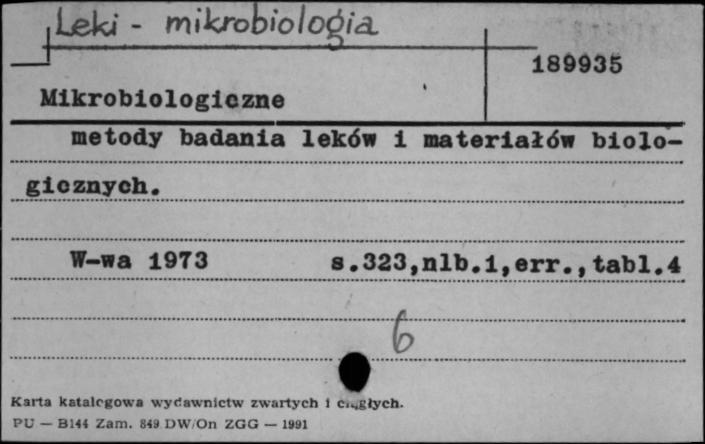 Leki - mikrobiologia
189935
Mikrobiologiczne
metody badania leków i materiałów biolo-
gicznych.
W-wa 1973 s.323,nlb.1,err.,tabl.4
6
Karta katalogowa wydawnictw zwartych i ciągłych.
PU — B144 Zam. 849 DW/On ZGG — 1991